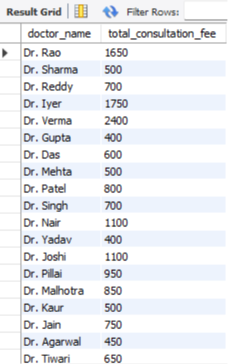 Result Grid Filter Rows:
doctor_name total_consultation_fee
Dr. Rao 1650
Dr. Sharma 500
Dr. Reddy 700
Dr. Iyer 1750
Dr. Verma 2400
Dr. Gupta 400
Dr. Das 600
Dr. Mehta 500
Dr. Patel 800
Dr. Singh 700
Dr. Nair 1100
Dr. Yadav 400
Dr. Joshi 1100
Dr. Pillai 950
Dr. Malhotra 850
Dr. Kaur 500
Dr. Jain 750
Dr. Agarwal 450
Dr. Tiwari 650